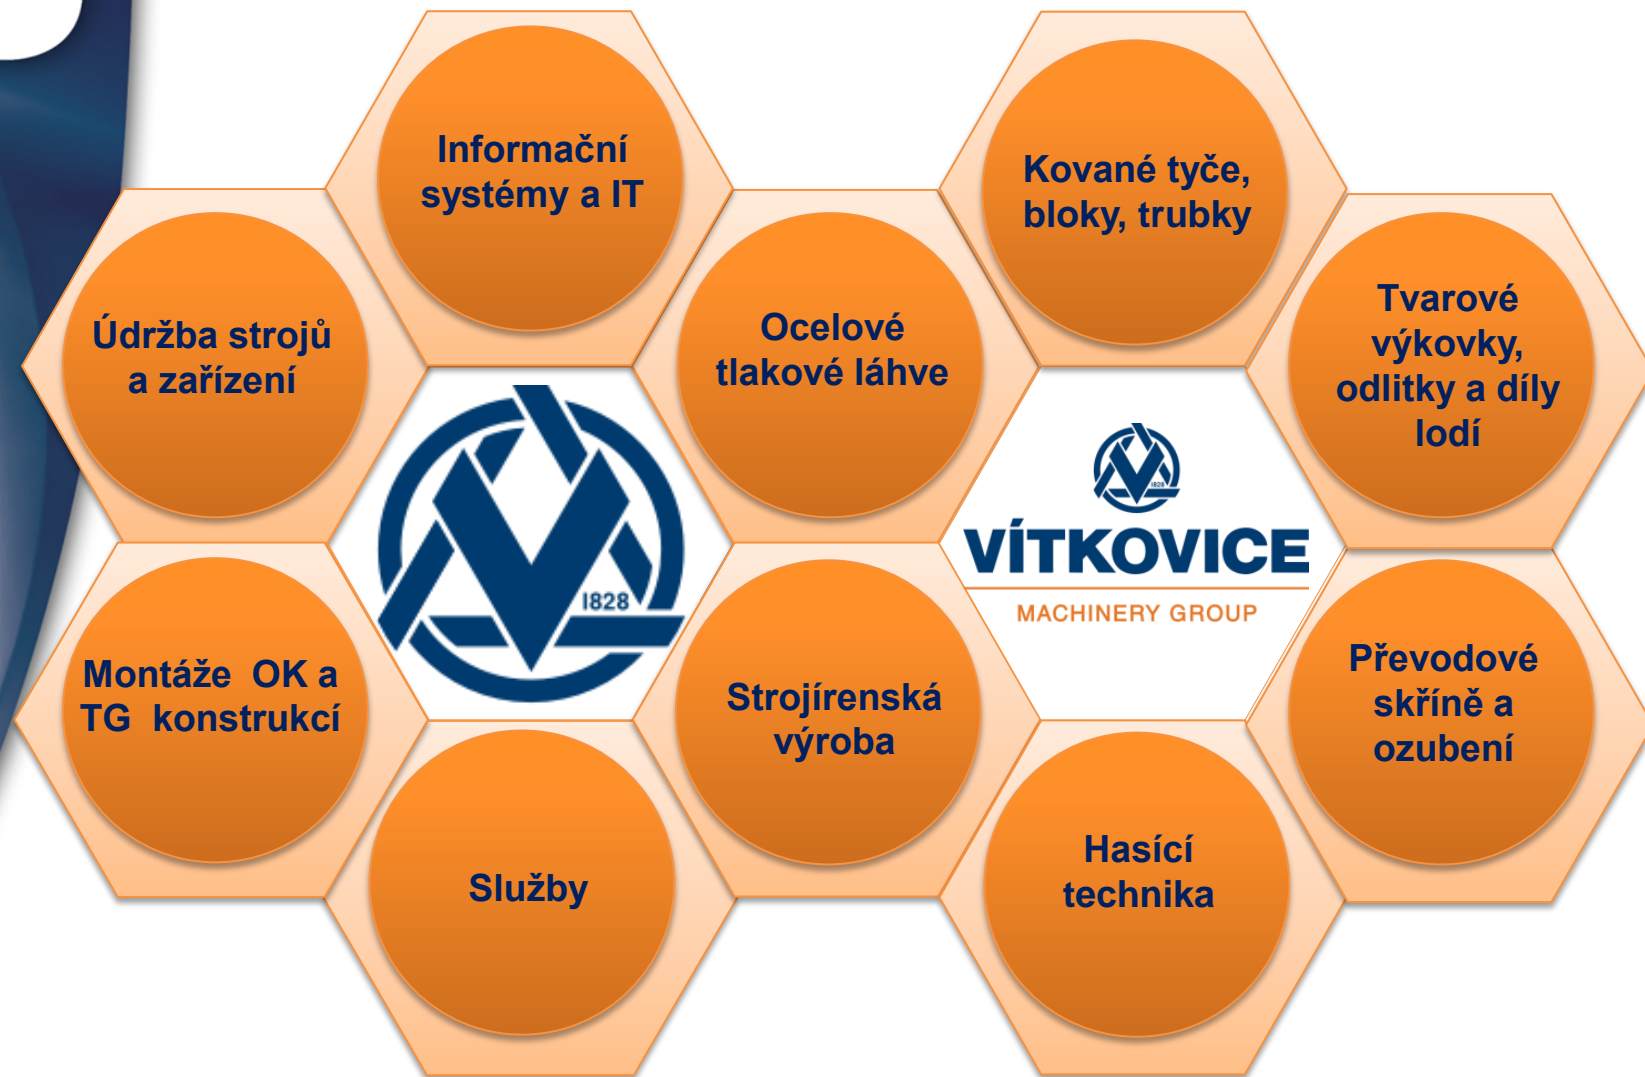 Informační
systémy a IT
Kované tyče,
bloky, trubky
Údržba strojů
a zařízení
Ocelové
tlakové láhve
Tvarové
výkovky,
odlitky a díly
lodí
1828
1828
VÍTKOVICE
MACHINERY GROUP
Montáže  OK a
TG  konstrukcí
Strojírenská
výroba
Převodové
skříně a
ozubení
Služby
Hasící
technika